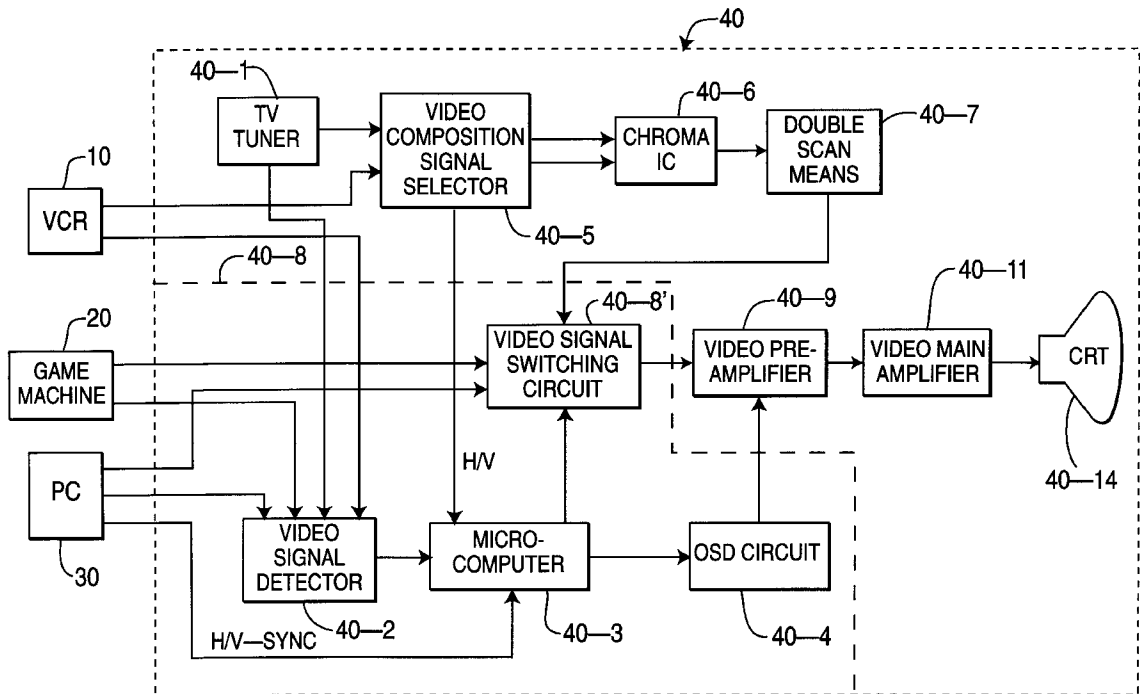 40
40—1
TV
TUNER
VIDEO
COMPOSITION
SIGNAL
SELECTOR
40—5
40—6
CHROMA
IC
DOUBLE
SCAN
MEANS
40—7
10
VCR
40—8
20
GAME
MACHINE
40—8'
VIDEO SIGNAL
SWITCHING
CIRCUIT
40—9
VIDEO PRE-
AMPLIFIER
40—11
VIDEO MAIN
AMPLIFIER
CRT
40—14
PC
30
H/V
VIDEO
SIGNAL
DETECTOR
40—2
MICRO-
COMPUTER
40—3
OSD CIRCUIT
40—4
H/V—SYNC